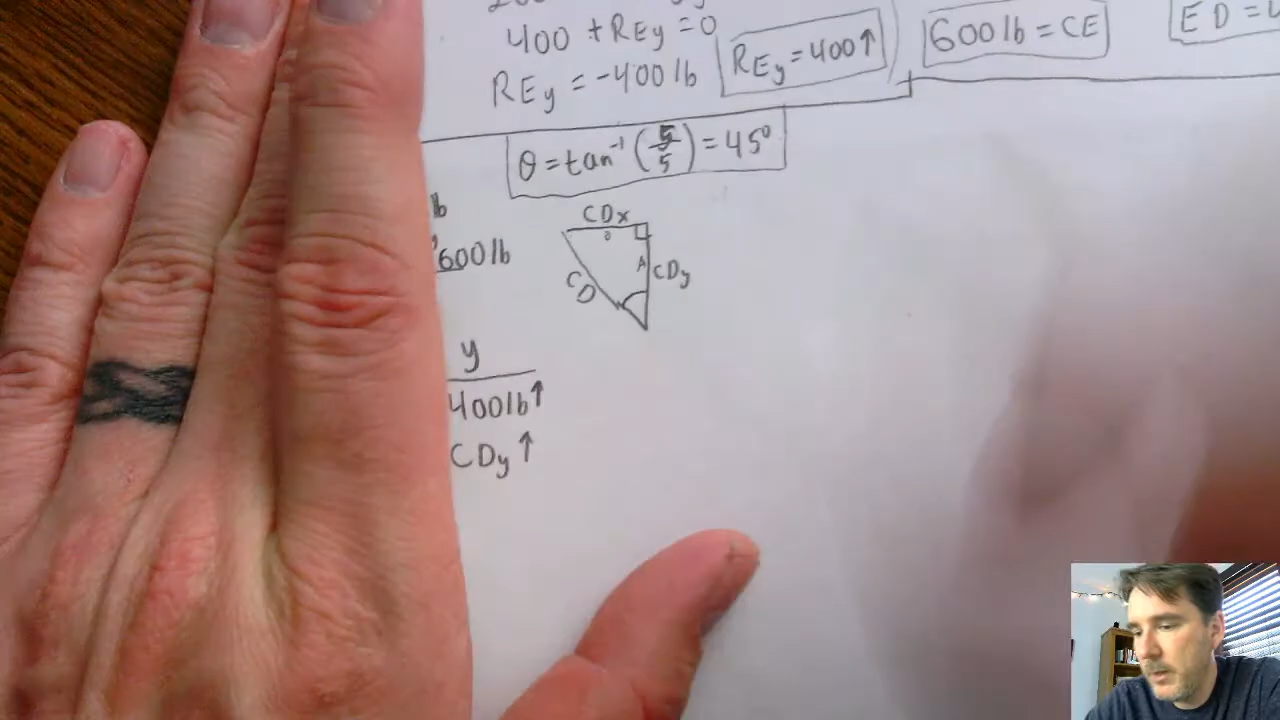 400 + REy = 0
REy = -400 lb
REy = 400↑
600 lb = CE
ED =
θ = tan⁻¹ (5/5) = 45°
lb
600 lb
CDx
O
A
CDy
CD
y
400 lb ↑
CDy ↑